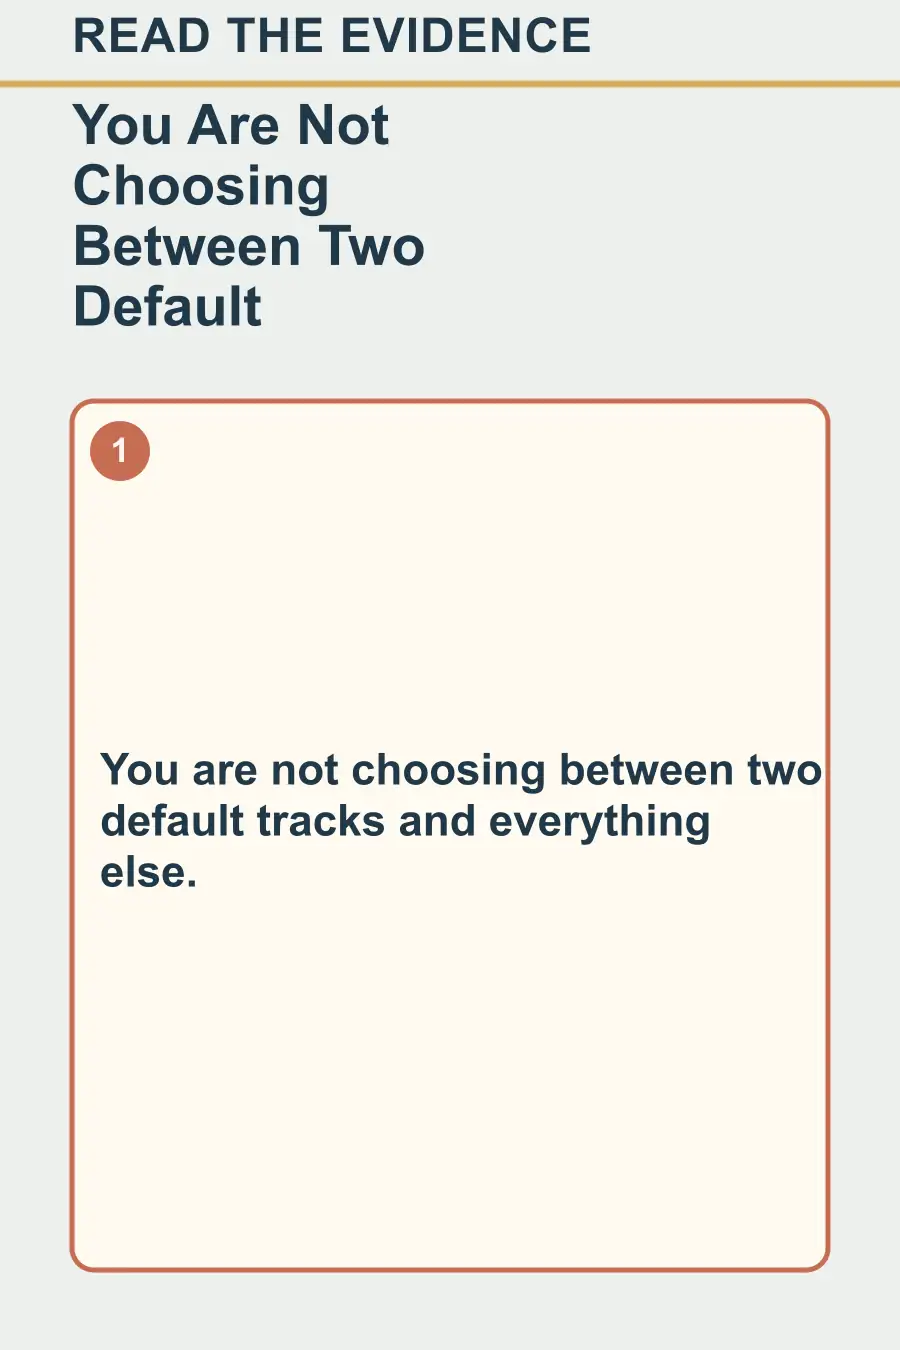 READ THE EVIDENCE
You Are Not
Choosing
Between Two
Default
1
You are not choosing between two
default tracks and everything
else.